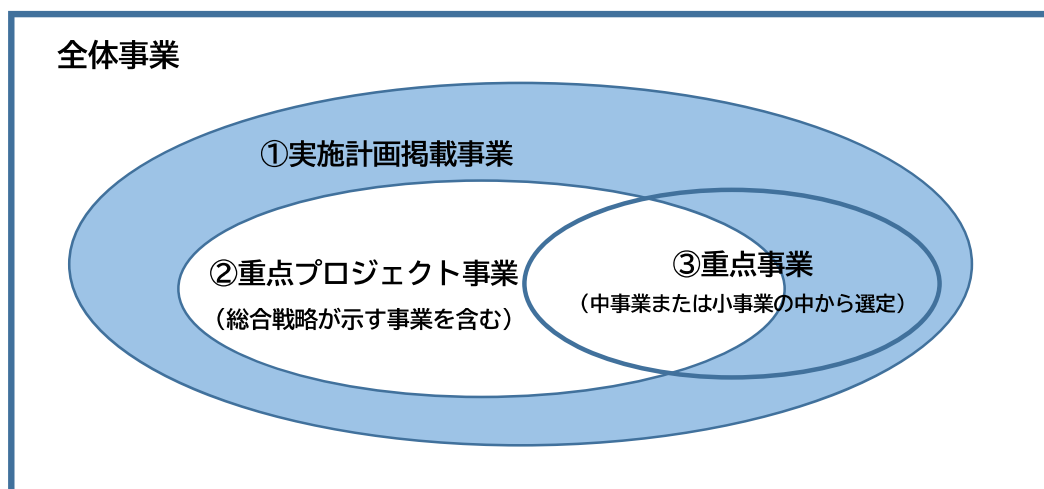 全体事業
①実施計画掲載事業
②重点プロジェクト事業
（総合戦略が示す事業を含む）
③重点事業
（中事業または小事業の中から選定）